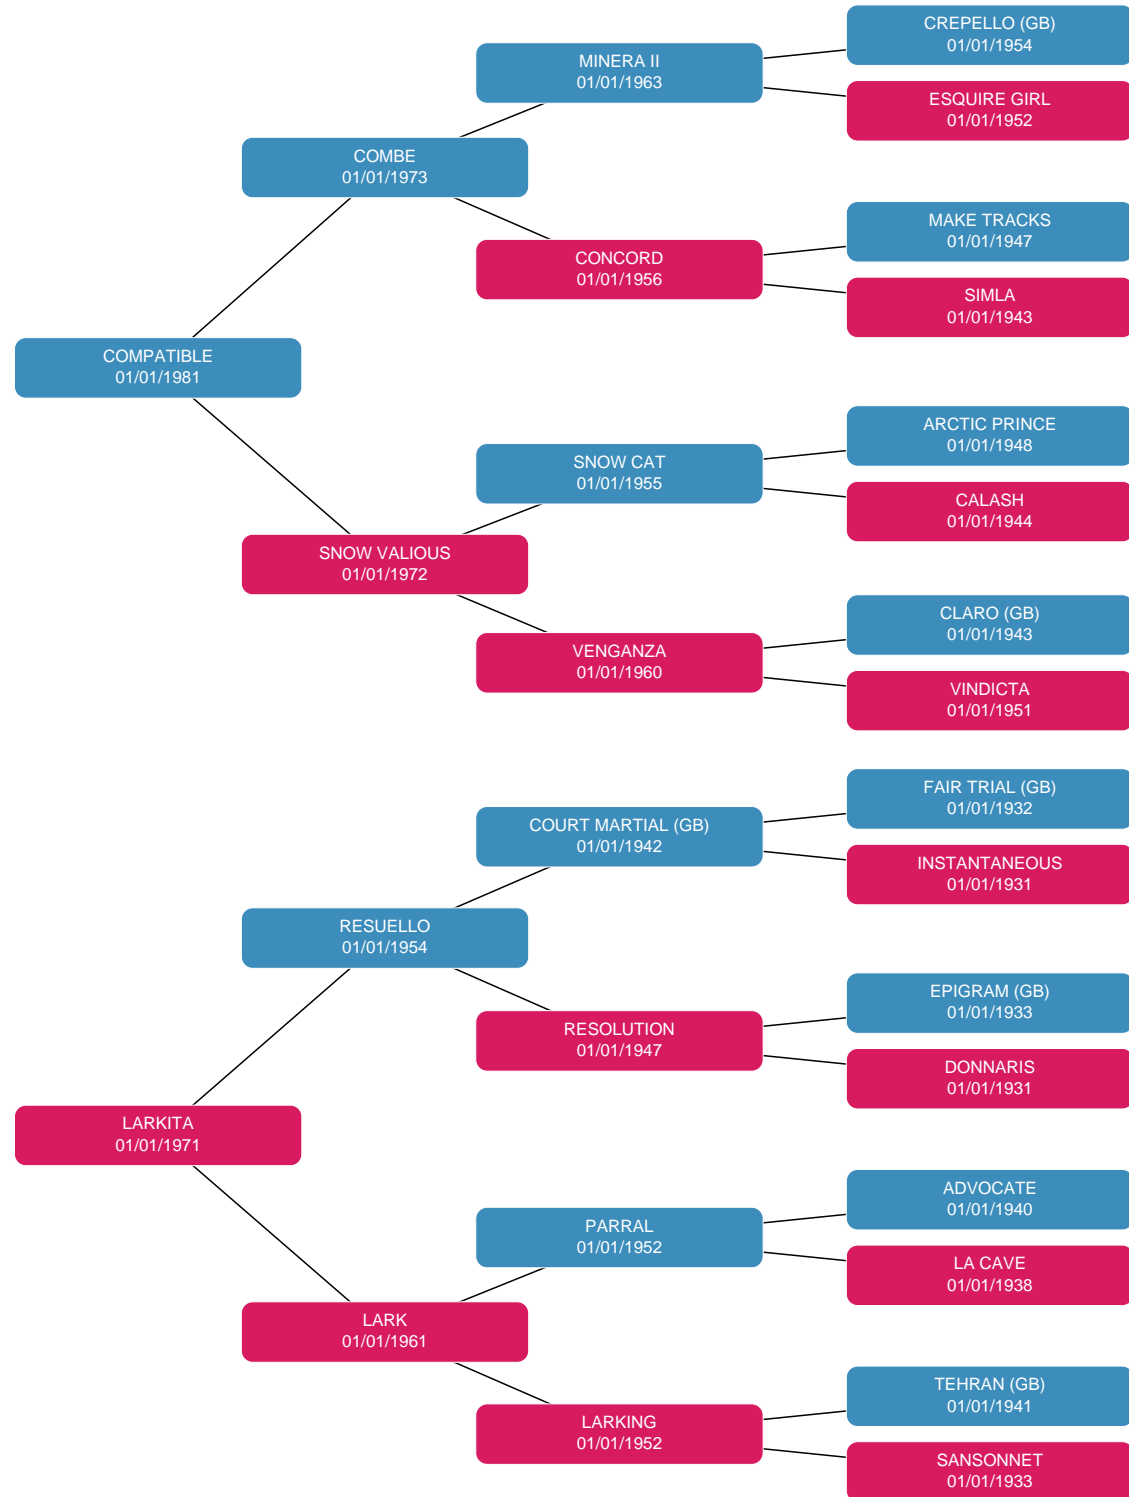 CREPELLO (GB)
01/01/1954
MINERA II
01/01/1963
ESQUIRE GIRL
01/01/1952
COMBE
01/01/1973
MAKE TRACKS
01/01/1947
CONCORD
01/01/1956
SIMLA
01/01/1943
COMPATIBLE
01/01/1981
ARCTIC PRINCE
01/01/1948
SNOW CAT
01/01/1955
CALASH
01/01/1944
SNOW VALIOUS
01/01/1972
CLARO (GB)
01/01/1943
VENGANZA
01/01/1960
VINDICTA
01/01/1951
FAIR TRIAL (GB)
01/01/1932
COURT MARTIAL (GB)
01/01/1942
INSTANTANEOUS
01/01/1931
RESUELLO
01/01/1954
EPIGRAM (GB)
01/01/1933
RESOLUTION
01/01/1947
DONNARIS
01/01/1931
LARKITA
01/01/1971
ADVOCATE
01/01/1940
PARRAL
01/01/1952
LA CAVE
01/01/1938
LARK
01/01/1961
TEHRAN (GB)
01/01/1941
LARKING
01/01/1952
SANSONNET
01/01/1933